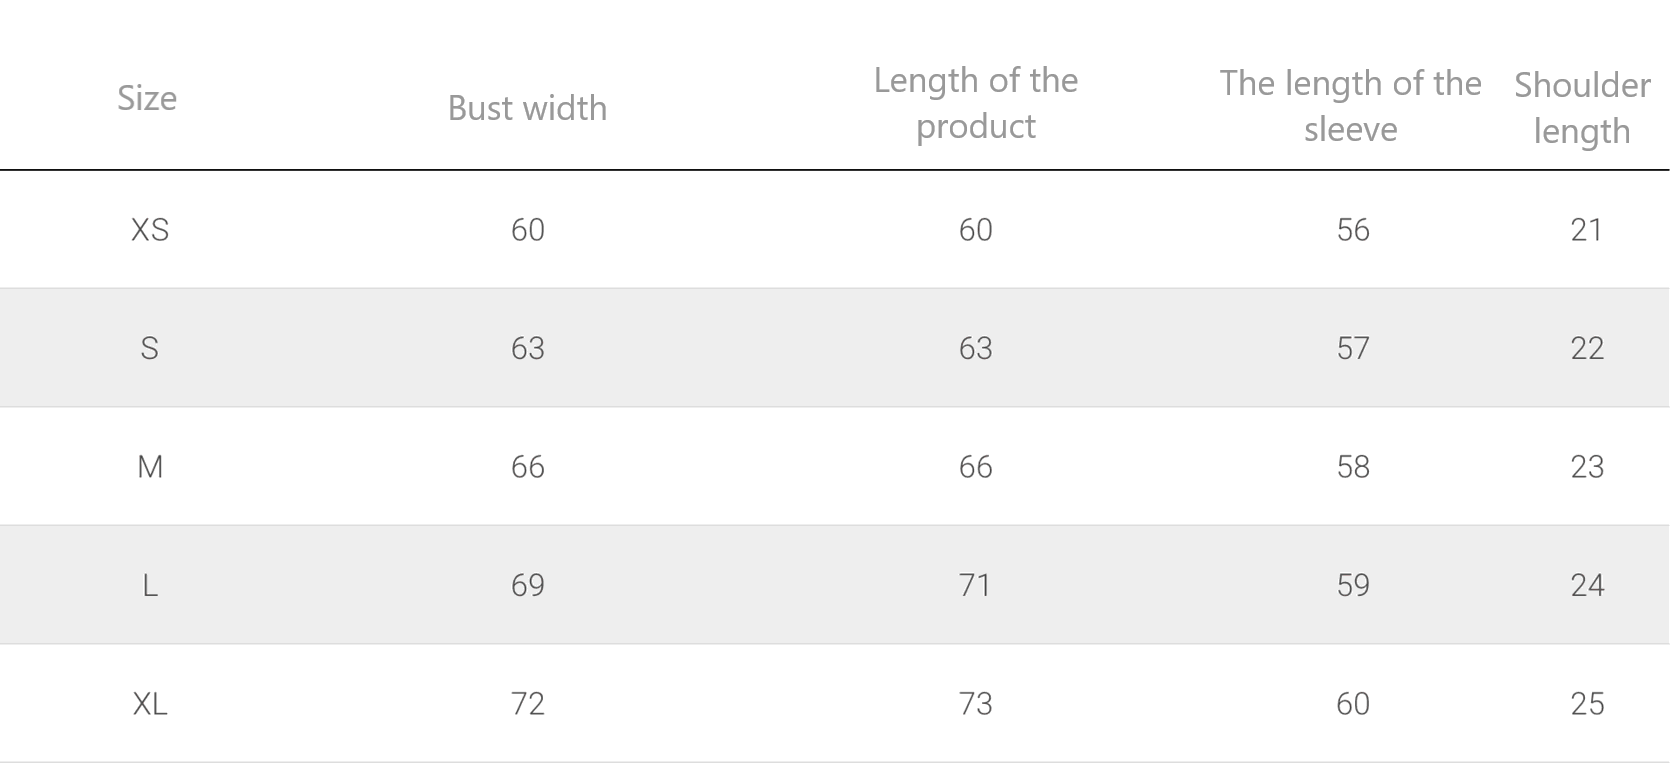 Size Bust width Length of the product The length of the sleeve Shoulder length
XS 60 60 56 21
S 63 63 57 22
M 66 66 58 23
L 69 71 59 24
XL 72 73 60 25